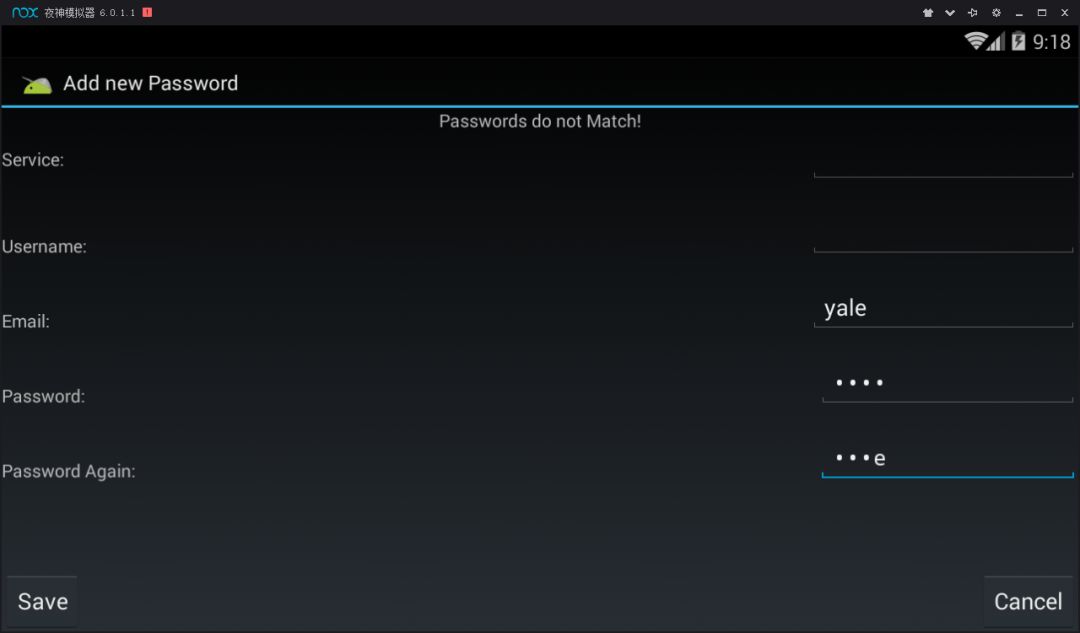 nox 夜神模拟器 6.0.1.1
9:18
Add new Password
Passwords do not Match!
Service:
Username:
Email: yale
Password: ••••
Password Again: •••e
Save Cancel